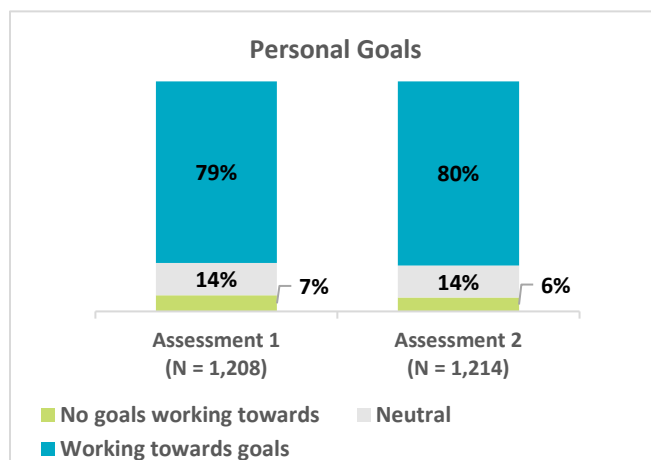 Personal Goals
79%
80%
14%
7%
14%
6%
Assessment 1
(N = 1,208)
Assessment 2
(N = 1,214)
No goals working towards
Neutral
Working towards goals